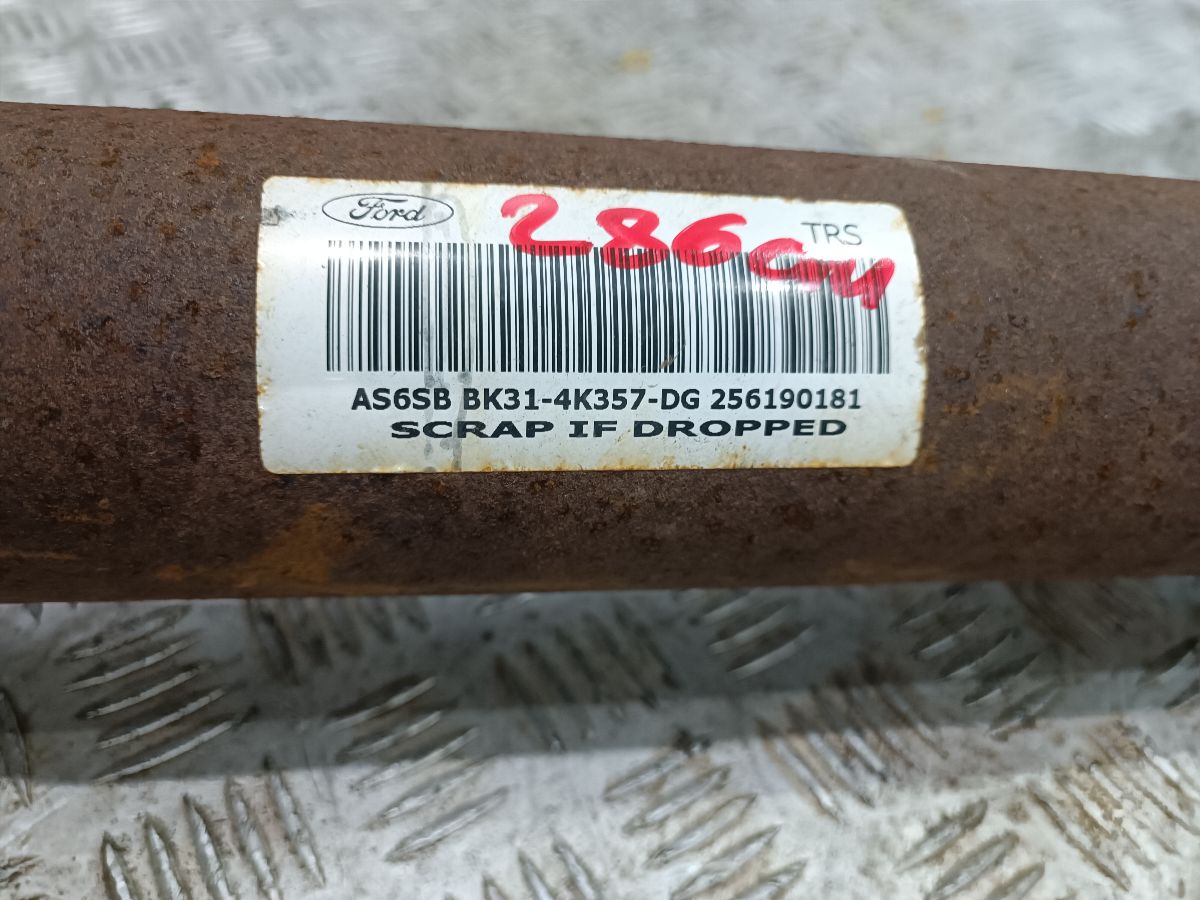 Ford
286cm
TRS
AS6SB BK31-4K357-DG 256190181
SCRAP IF DROPPED